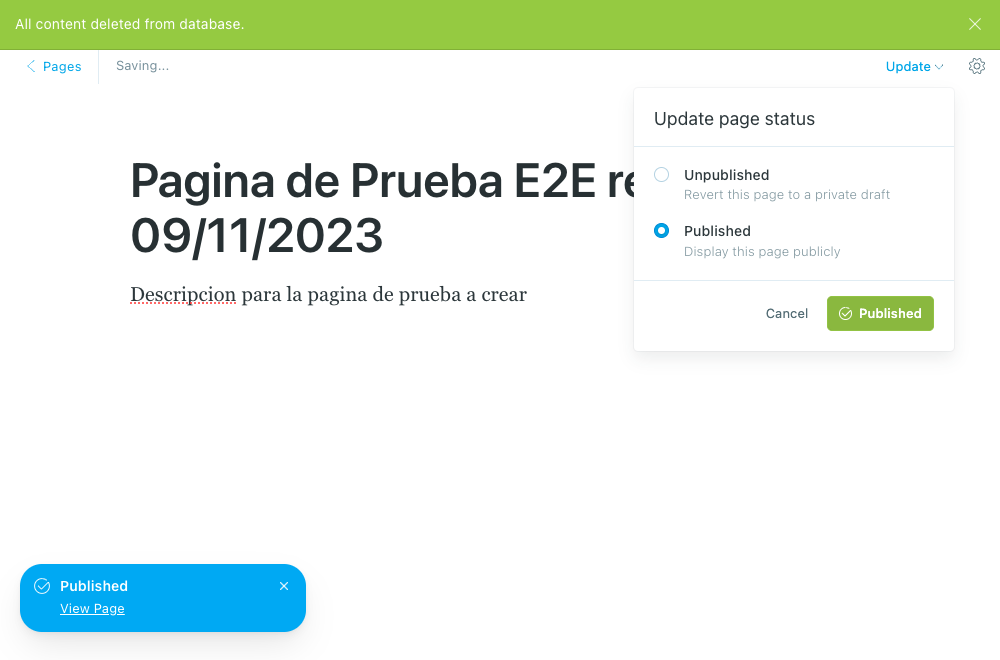 All content deleted from database.
Pages
Saving...
Update
Update page status
Unpublished
Revert this page to a private draft
Published
Display this page publicly
Cancel
Published
Pagina de Prueba E2E re
09/11/2023
Descripcion para la pagina de prueba a crear
Published
View Page